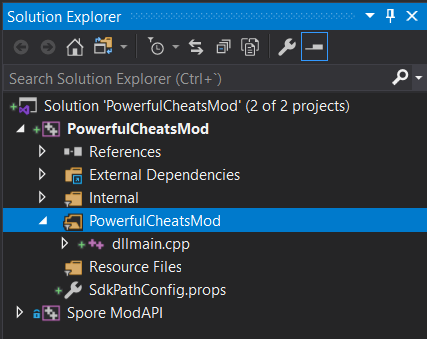 Solution Explorer
Search Solution Explorer (Ctrl+`)
Solution 'PowerfulCheatsMod' (2 of 2 projects)
PowerfulCheatsMod
References
External Dependencies
Internal
PowerfulCheatsMod
dllmain.cpp
Resource Files
SdkPathConfig.props
Spore ModAPI